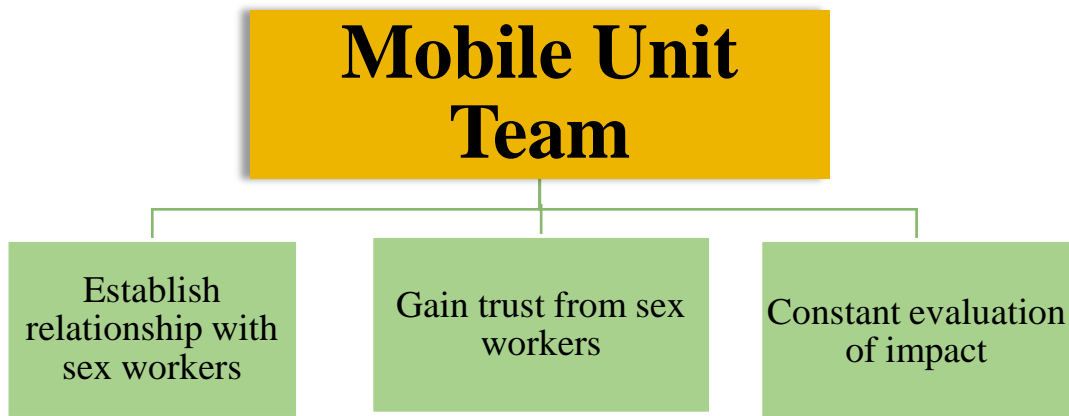 Mobile Unit
Team
Establish
relationship with
sex workers
Gain trust from sex
workers
Constant evaluation
of impact